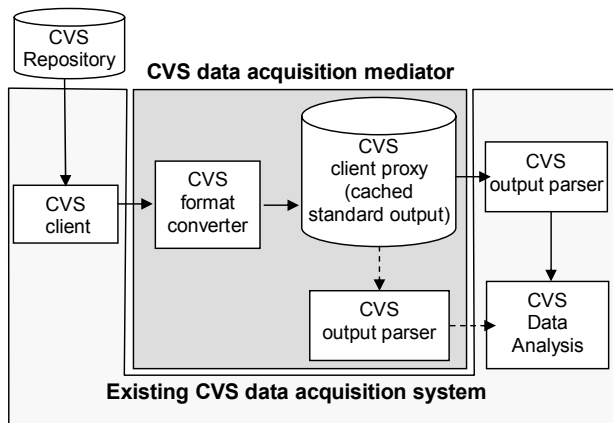 CVS
Repository
CVS data acquisition mediator
CVS
client
CVS
format
converter
CVS
client proxy
(cached
standard output)
CVS
output parser
CVS
output parser
CVS
Data
Analysis
Existing CVS data acquisition system